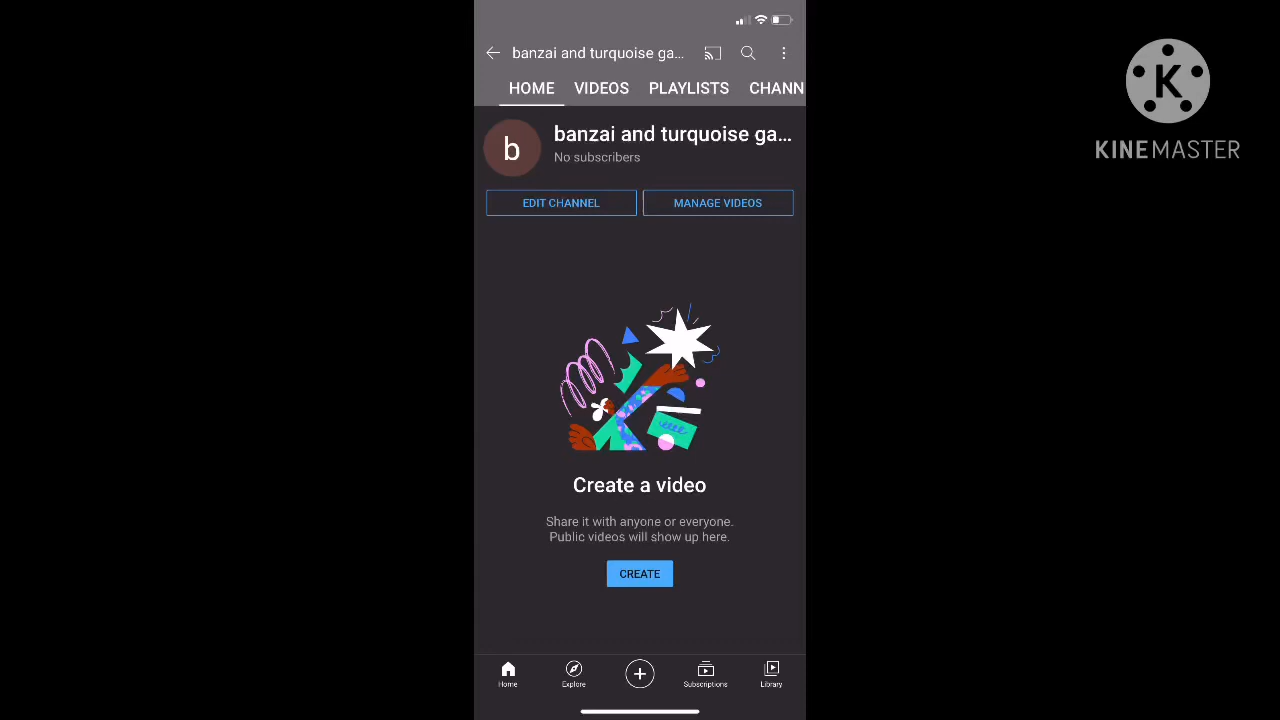 banzai and turquoise ga...
HOME VIDEOS PLAYLISTS CHANN
b
banzai and turquoise ga...
No subscribers
EDIT CHANNEL MANAGE VIDEOS
Create a video
Share it with anyone or everyone.
Public videos will show up here.
CREATE
Home Explore Subscriptions Library
K
KINEMASTER